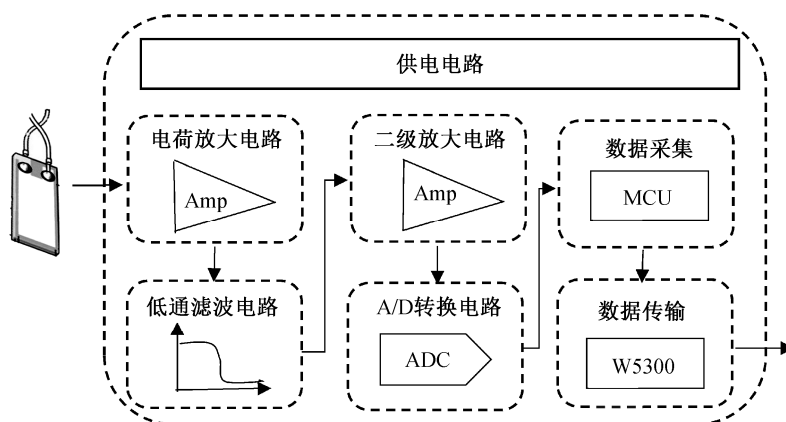 供电电路
电荷放大电路
Amp
低通滤波电路
二级放大电路
Amp
A/D转换电路
ADC
数据采集
MCU
数据传输
W5300